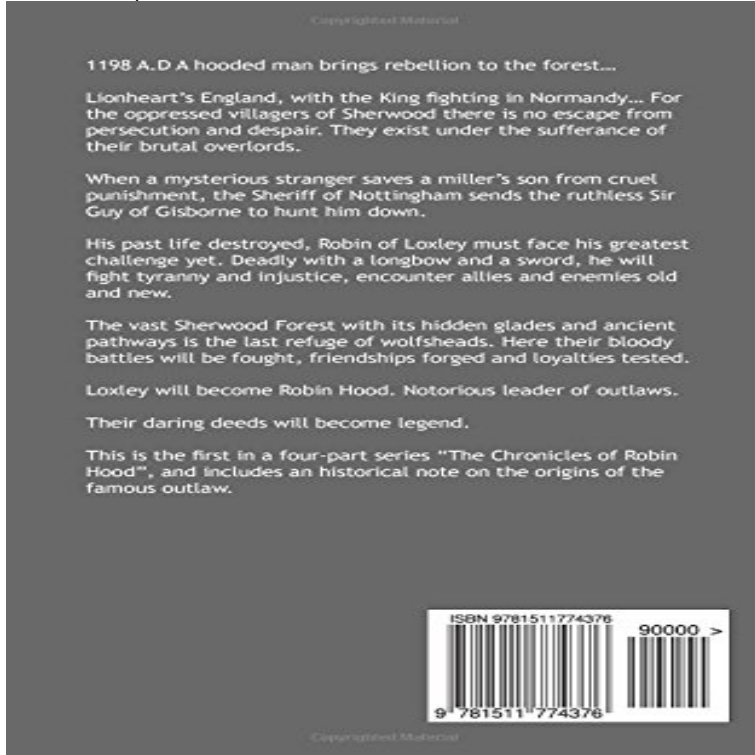 Copyrighted Material
1198 A.D A hooded man brings rebellion to the forest...
Lionheart's England, with the King fighting in Normandy... For
the oppressed villagers of Sherwood there is no escape from
persecution and despair. They exist under the sufferance of
their brutal overlords.
When a mysterious stranger saves a miller's son from cruel
punishment, the Sheriff of Nottingham sends the ruthless Sir
Guy of Gisborne to hunt him down.
His past life destroyed, Robin of Loxley must face his greatest
challenge yet. Deadly with a longbow and a sword, he will
fight tyranny and injustice, encounter allies and enemies old
and new.
The vast Sherwood Forest with its hidden glades and ancient
pathways is the last refuge of wolfsheads. Here their bloody
battles will be fought, friendships forged and loyalties tested.
Loxley will become Robin Hood. Notorious leader of outlaws.
Their daring deeds will become legend.
This is the first in a four-part series "The Chronicles of Robin
Hood", and includes an historical note on the origins of the
famous outlaw.
ISBN 9781511774376
90000 >
9 781511 774376
Copyrighted Material